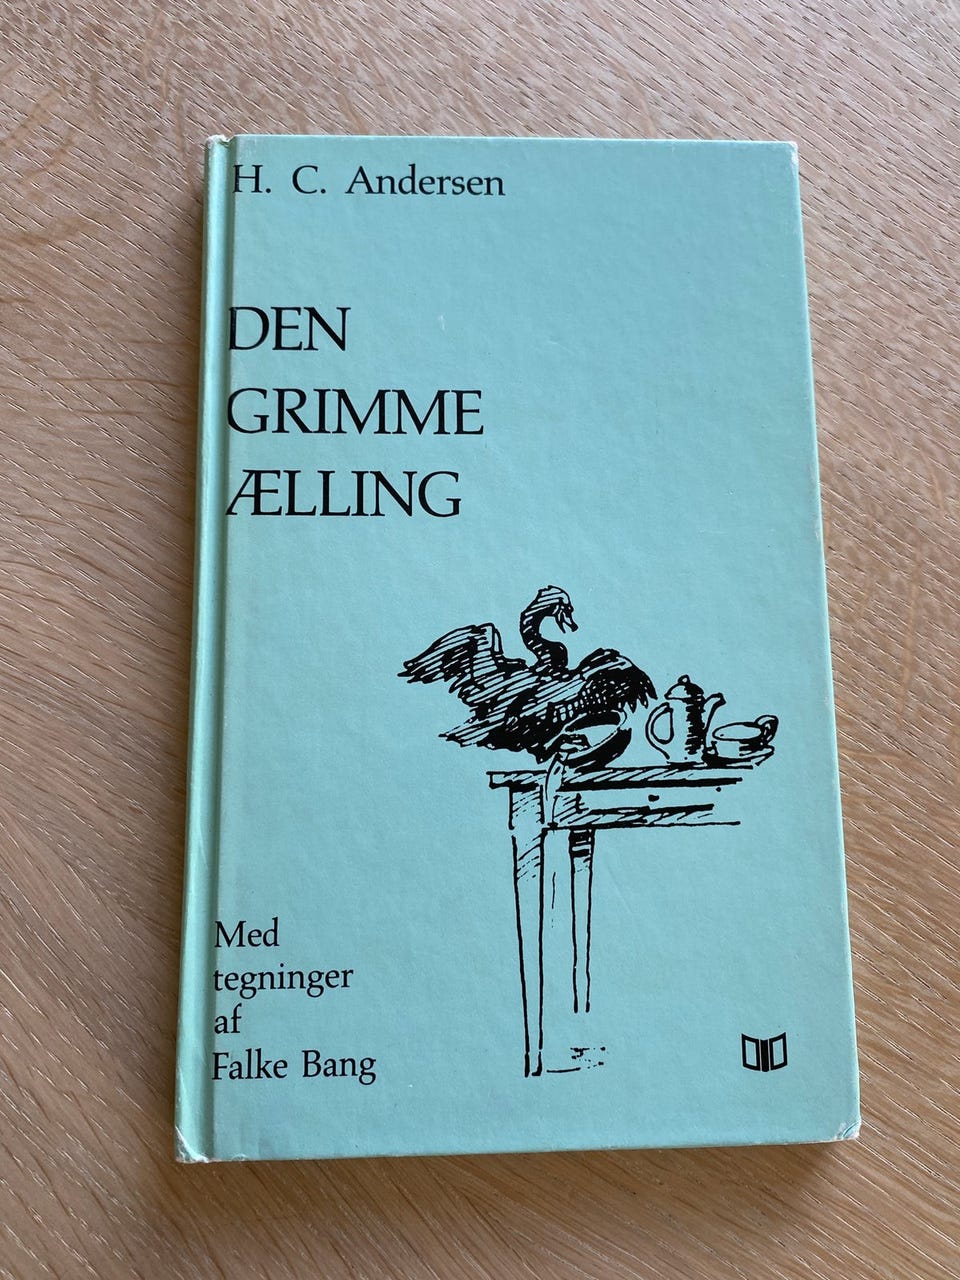 H. C. Andersen
DEN
GRIMME
ÆLLING
Med
tegninger
af
Falke Bang